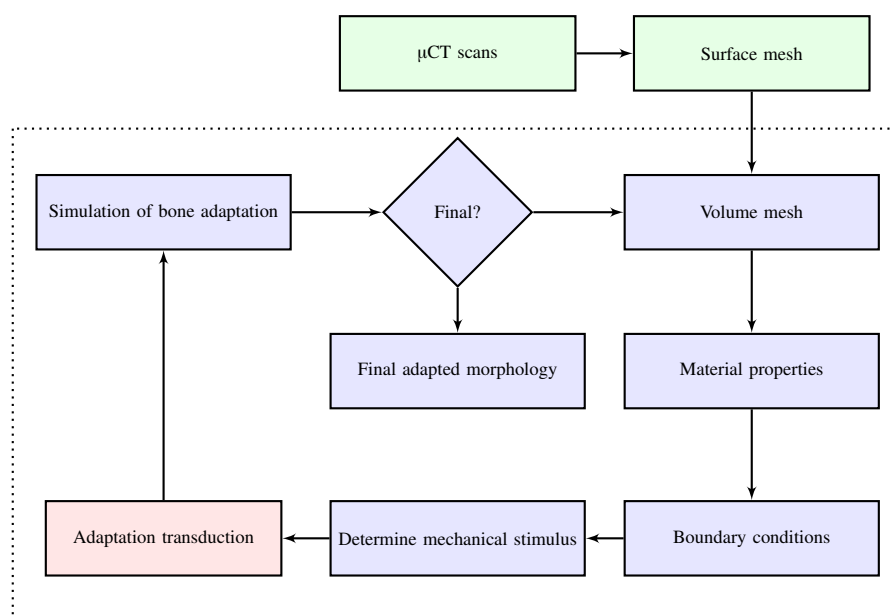 μCT scans
Surface mesh
Simulation of bone adaptation
Final?
Volume mesh
Final adapted morphology
Material properties
Adaptation transduction
Determine mechanical stimulus
Boundary conditions